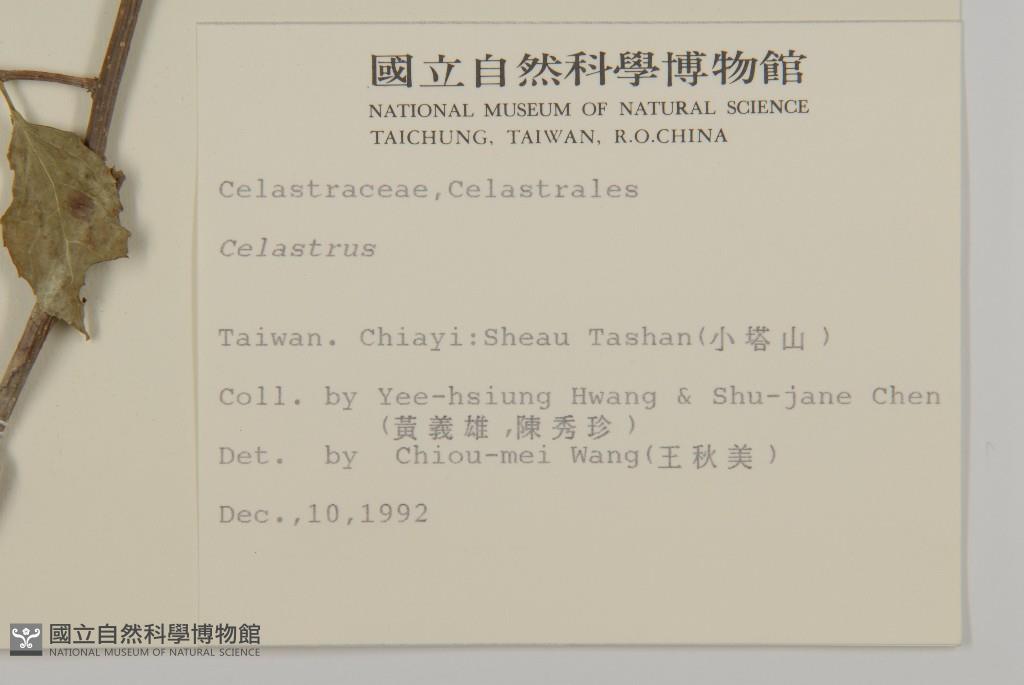 國立自然科學博物館
NATIONAL MUSEUM OF NATURAL SCIENCE
TAICHUNG, TAIWAN, R.O.CHINA
Celastraceae,Celastrales
Celastrus
Taiwan. Chiayi:Sheau Tashan(小塔山)
Coll. by Yee-hsiung Hwang & Shu-jane Chen
(黃義雄,陳秀珍)
Det. by Chiou-mei Wang(王秋美)
Dec.,10,1992
國立自然科學博物館
NATIONAL MUSEUM OF NATURAL SCIENCE